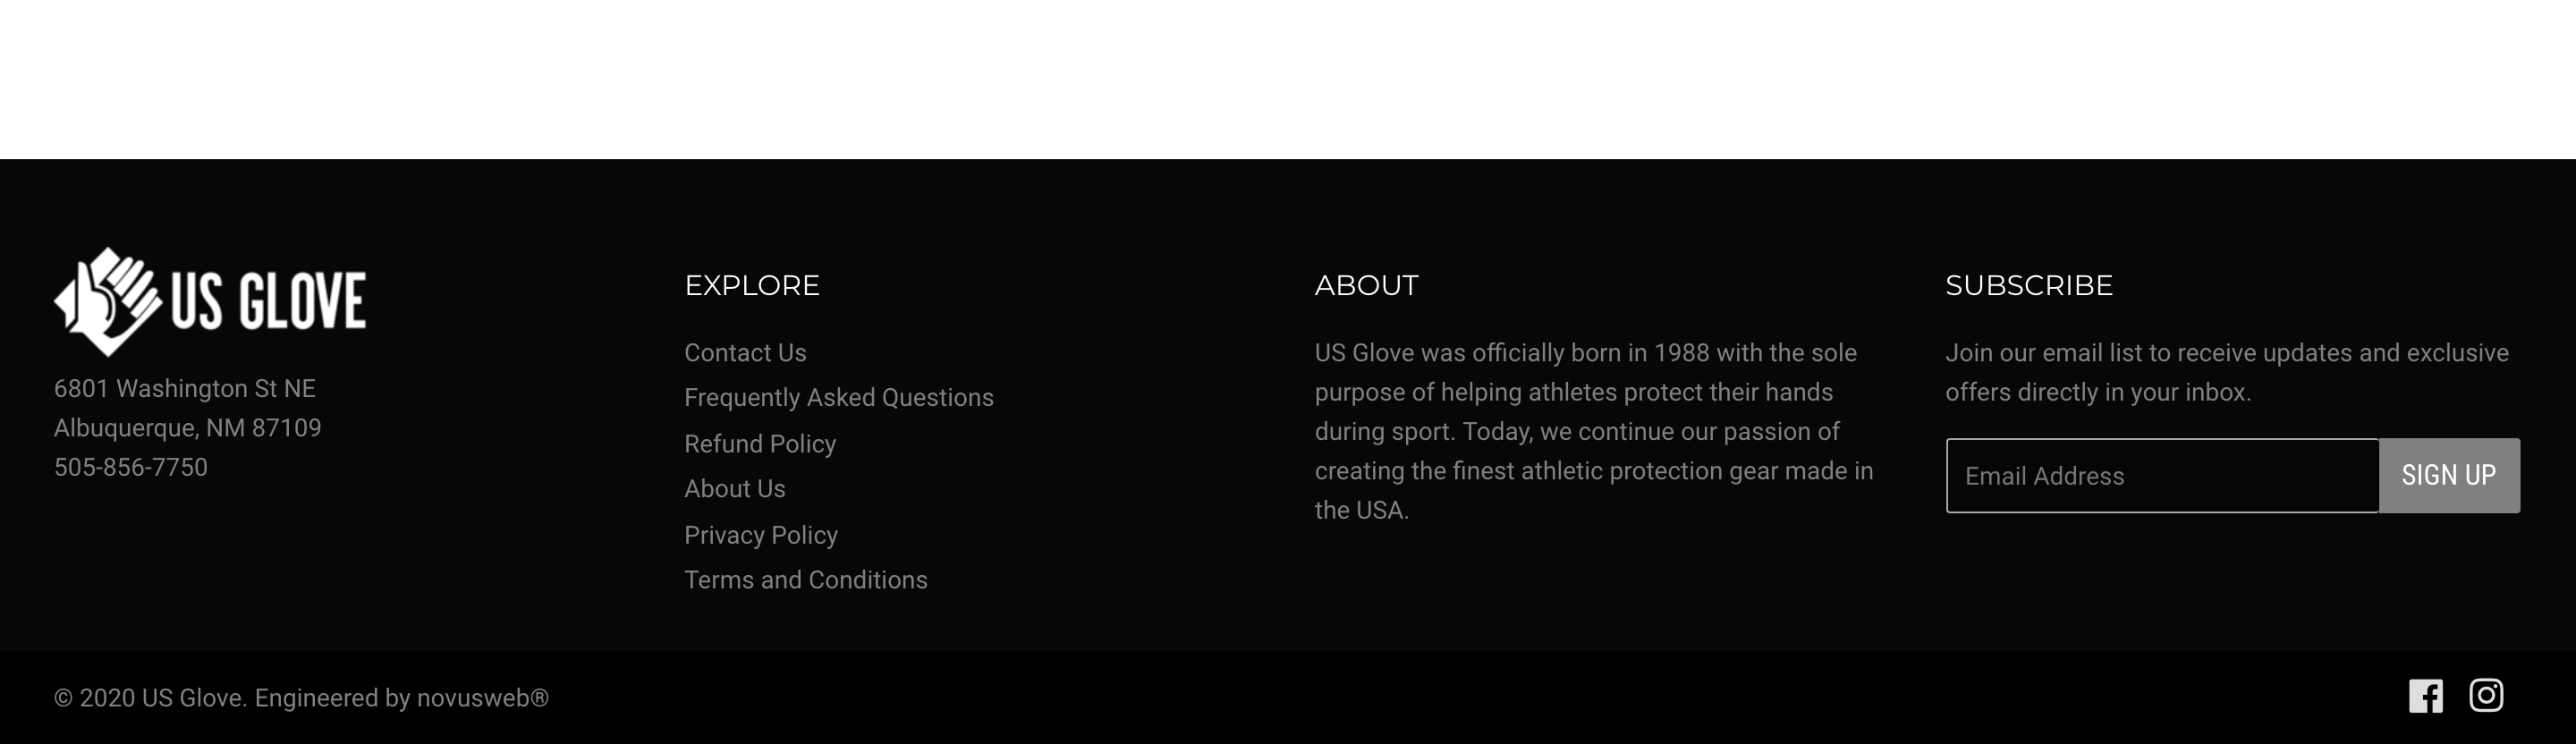 US GLOVE
6801 Washington St NE
Albuquerque, NM 87109
505-856-7750
EXPLORE
Contact Us
Frequently Asked Questions
Refund Policy
About Us
Privacy Policy
Terms and Conditions
ABOUT
US Glove was officially born in 1988 with the sole
purpose of helping athletes protect their hands
during sport. Today, we continue our passion of
creating the finest athletic protection gear made in
the USA.
SUBSCRIBE
Join our email list to receive updates and exclusive
offers directly in your inbox.
Email Address
SIGN UP
© 2020 US Glove. Engineered by novusweb®